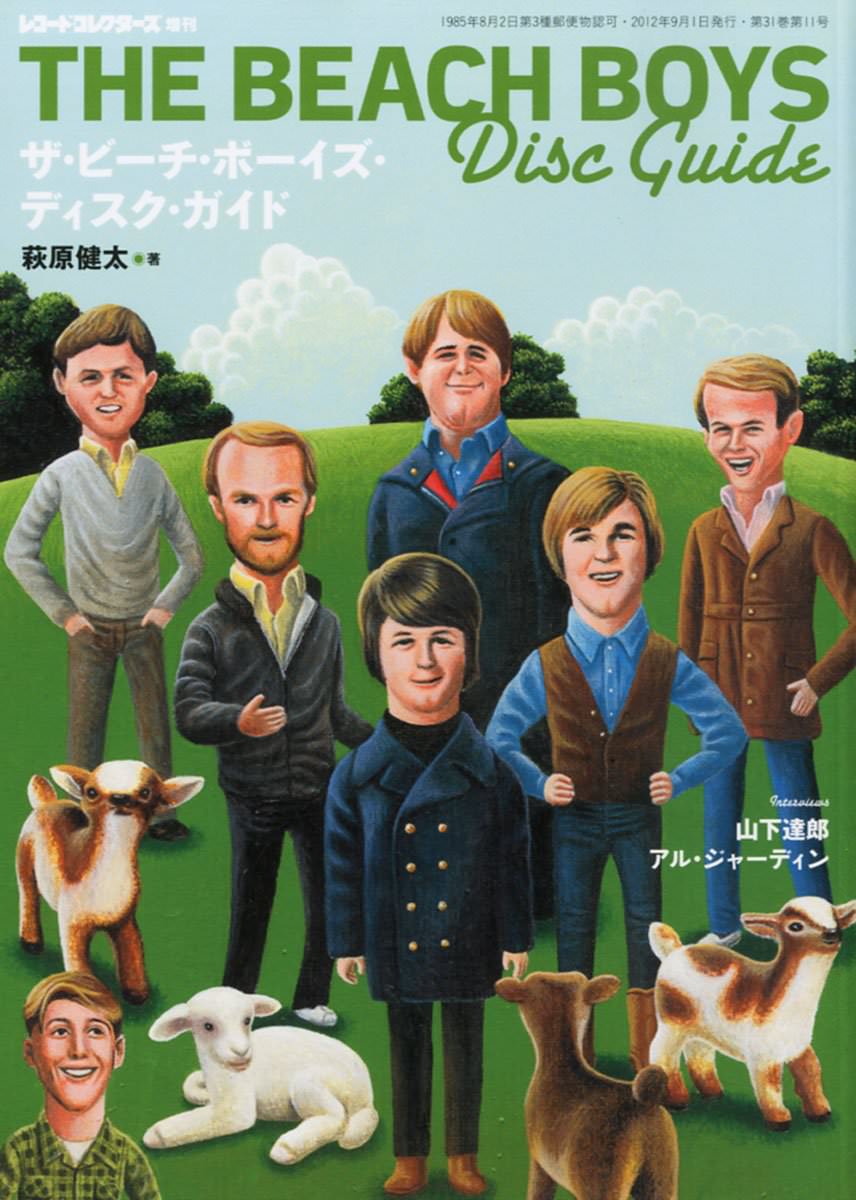 レコード・コレクターズ 増刊
1985年8月2日第3種郵便物認可・2012年9月1日発行・第31巻第11号
THE BEACH BOYS
Disc Guide
ザ・ビーチ・ボーイズ・
ディスク・ガイド
萩原健太●著
Interviews
山下達郎
アル・ジャーディン